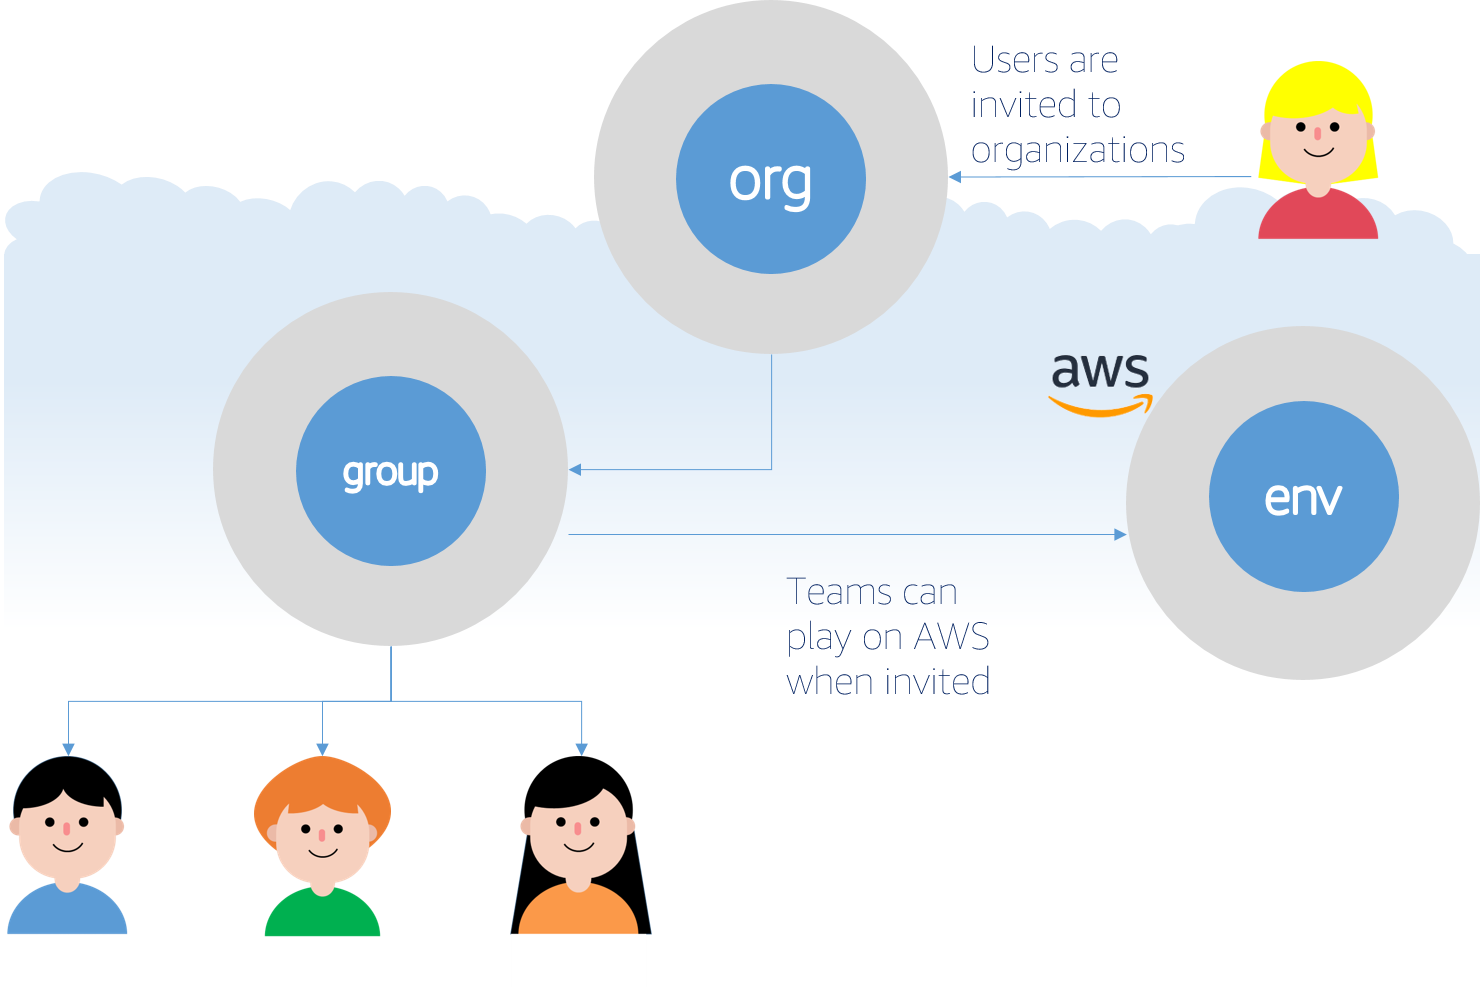 Users are
invited to
organizations
org
aws
group
env
Teams can
play on AWS
when invited